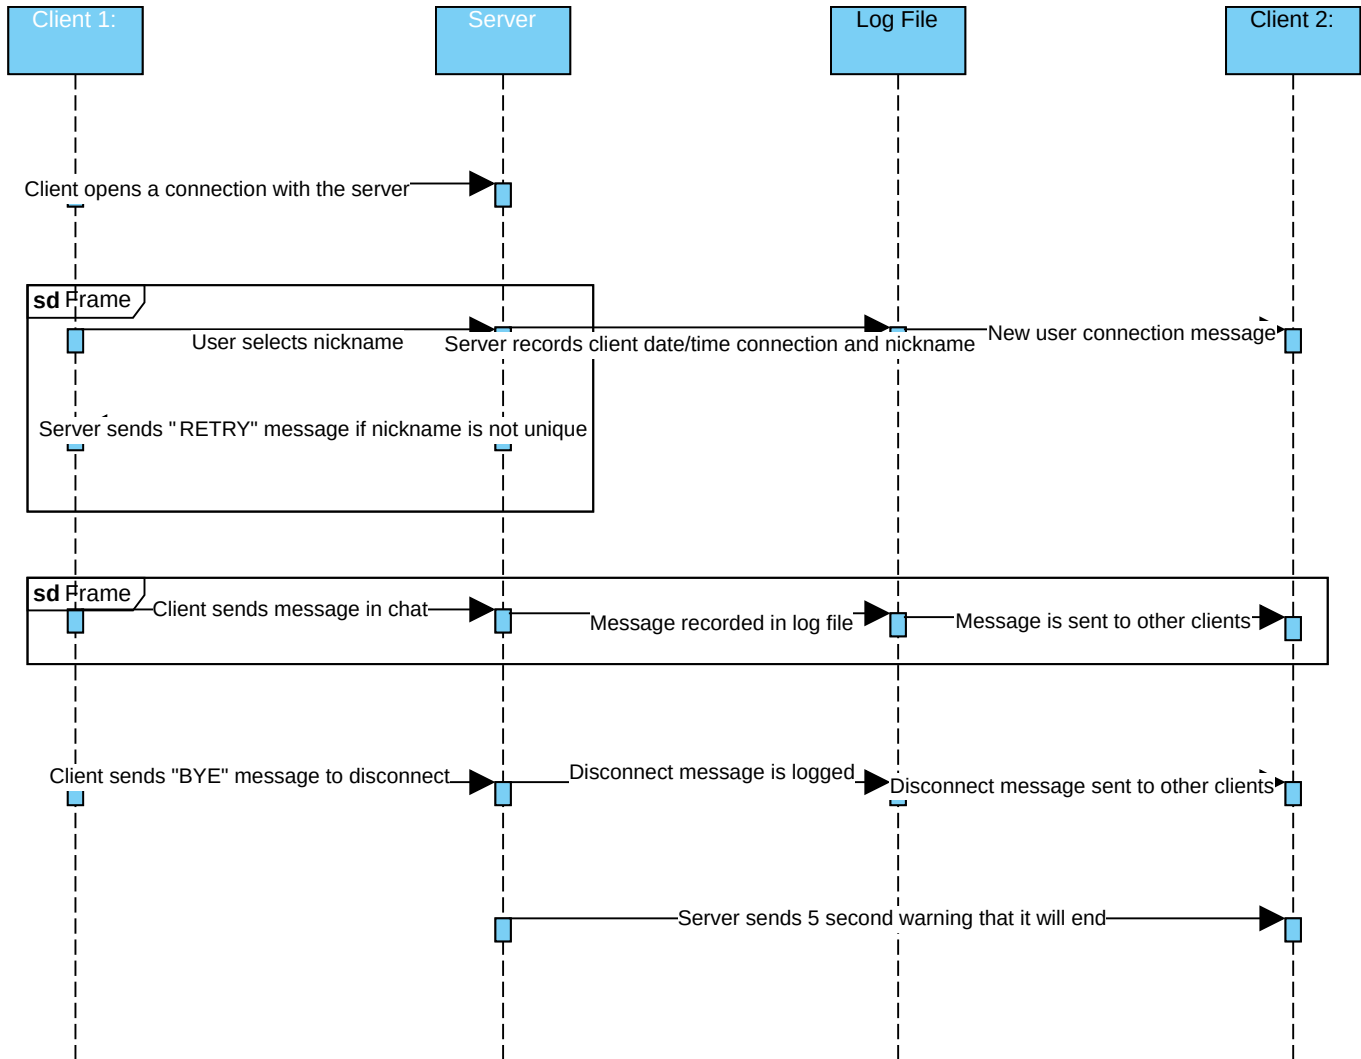 Client 1:
Server
Log File
Client 2:
Client opens a connection with the server
sd Frame
User selects nickname
Server records client date/time connection and nickname
New user connection message
Server sends "RETRY" message if nickname is not unique
sd Frame
Client sends message in chat
Message recorded in log file
Message is sent to other clients
Client sends "BYE" message to disconnect
Disconnect message is logged
Disconnect message sent to other clients
Server sends 5 second warning that it will end